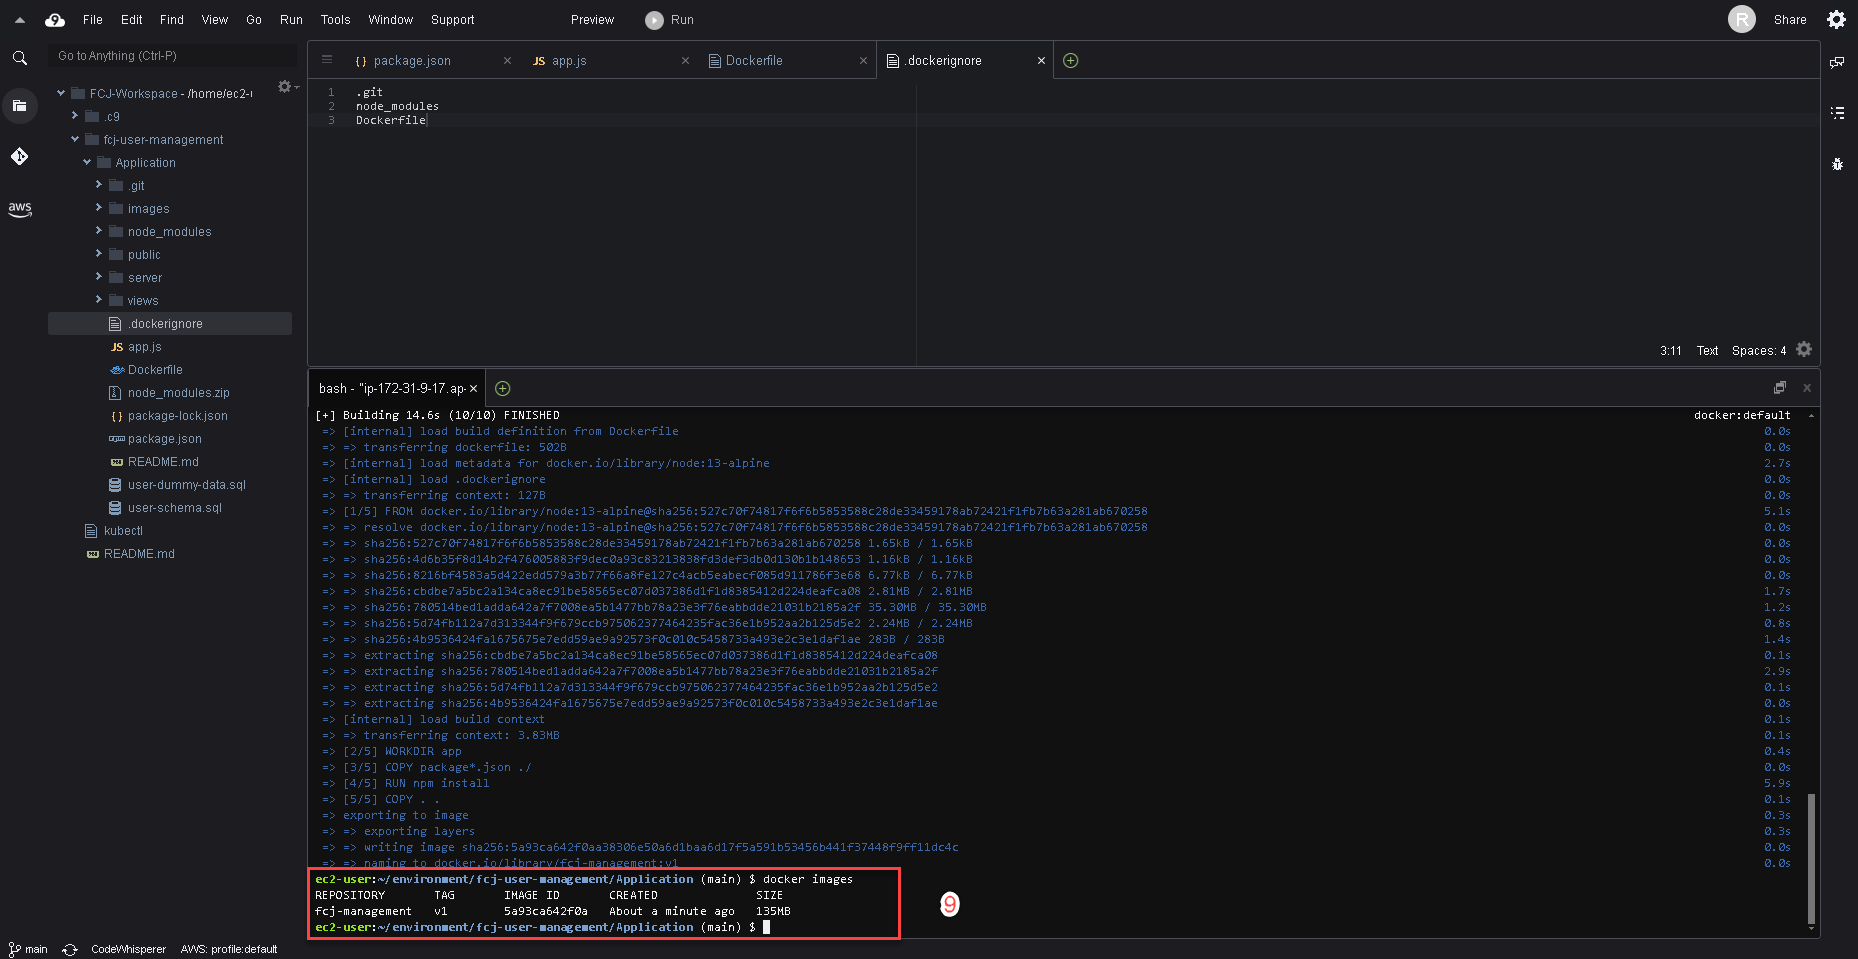 File Edit Find View Go Run Tools Window Support Preview Run R Share
Go to Anything (Ctrl-P)
package.json app.js Dockerfile .dockerignore
FCJ-Workspace - /home/ec2-
.c9
fcj-user-management
Application
.git
images
node_modules
public
server
views
.dockerignore
app.js
Dockerfile
node_modules.zip
package-lock.json
package.json
README.md
user-dummy-data.sql
user-schema.sql
kubectl
README.md
aws
1 .git
2 node_modules
3 Dockerfile
3:11 Text Spaces: 4
bash - "ip-172-31-9-17.ap-
[+] Building 14.6s (10/10) FINISHED docker:default
=> [internal] load build definition from Dockerfile 0.0s
=> => transferring dockerfile: 502B 0.0s
=> [internal] load metadata for docker.io/library/node:13-alpine 2.7s
=> [internal] load .dockerignore 0.0s
=> => transferring context: 127B 0.0s
=> [1/5] FROM docker.io/library/node:13-alpine@sha256:527c70f74817f6f6b5853588c28de33459178ab72421f1fb7b63a281ab670258 5.1s
=> => resolve docker.io/library/node:13-alpine@sha256:527c70f74817f6f6b5853588c28de33459178ab72421f1fb7b63a281ab670258 0.0s
=> => sha256:527c70f74817f6f6b5853588c28de33459178ab72421f1fb7b63a281ab670258 1.65kB / 1.65kB 0.0s
=> => sha256:4d6b35f8d14b2f476005883f9dec0a93c83213838fd3def3db0d130b1b148653 1.16kB / 1.16kB 0.0s
=> => sha256:8216bf4583a5d422edd579a3b77f66a8fe127c4acb5eabecf085d911786f3e68 6.77kB / 6.77kB 0.0s
=> => sha256:cbdbe7a5bc2a134ca8ec91be58565ec07d037386d1f1d8385412d224deafca08 2.81MB / 2.81MB 1.7s
=> => sha256:780514bed1adda642a7f7008ea5b1477bb78a23e3f76eabbdde21031b2185a2f 35.30MB / 35.30MB 1.2s
=> => sha256:5d74fb112a7d313344f9f679ccb975062377464235fac36e1b952aa2b125d5e2 2.24MB / 2.24MB 0.8s
=> => sha256:4b9536424fa1675675e7edd59ae9a92573f0c010c5458733a493e2c3e1daf1ae 283B / 283B 1.4s
=> => extracting sha256:cbdbe7a5bc2a134ca8ec91be58565ec07d037386d1f1d8385412d224deafca08 0.1s
=> => extracting sha256:780514bed1adda642a7f7008ea5b1477bb78a23e3f76eabbdde21031b2185a2f 2.9s
=> => extracting sha256:5d74fb112a7d313344f9f679ccb975062377464235fac36e1b952aa2b125d5e2 0.1s
=> => extracting sha256:4b9536424fa1675675e7edd59ae9a92573f0c010c5458733a493e2c3e1daf1ae 0.0s
=> [internal] load build context 0.1s
=> => transferring context: 3.83MB 0.1s
=> [2/5] WORKDIR app 0.4s
=> [3/5] COPY package*.json ./ 0.0s
=> [4/5] RUN npm install 5.9s
=> [5/5] COPY . . 0.1s
=> exporting to image 0.3s
=> => exporting layers 0.3s
=> => writing image sha256:5a93ca642f0aa38306e50a6d1baa6d17f5a591b53456b441f37448f9ff11dc4c 0.0s
=> => naming to docker.io/library/fcj-management:v1 0.0s
ec2-user:~/environment/fcj-user-management/Application (main) $ docker images
REPOSITORY TAG IMAGE ID CREATED SIZE
fcj-management v1 5a93ca642f0a About a minute ago 135MB
ec2-user:~/environment/fcj-user-management/Application (main) $
9
main CodeWhisperer AWS: profile:default